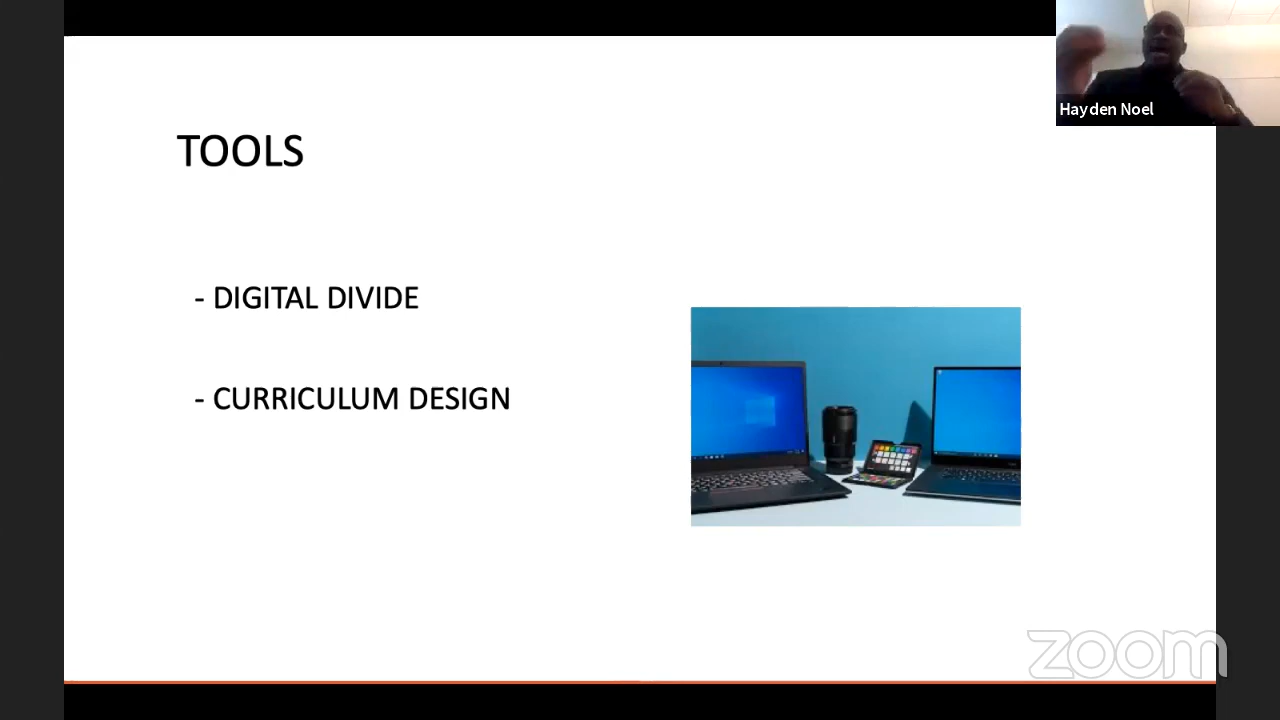 Hayden Noel
TOOLS
- DIGITAL DIVIDE
- CURRICULUM DESIGN
zoom